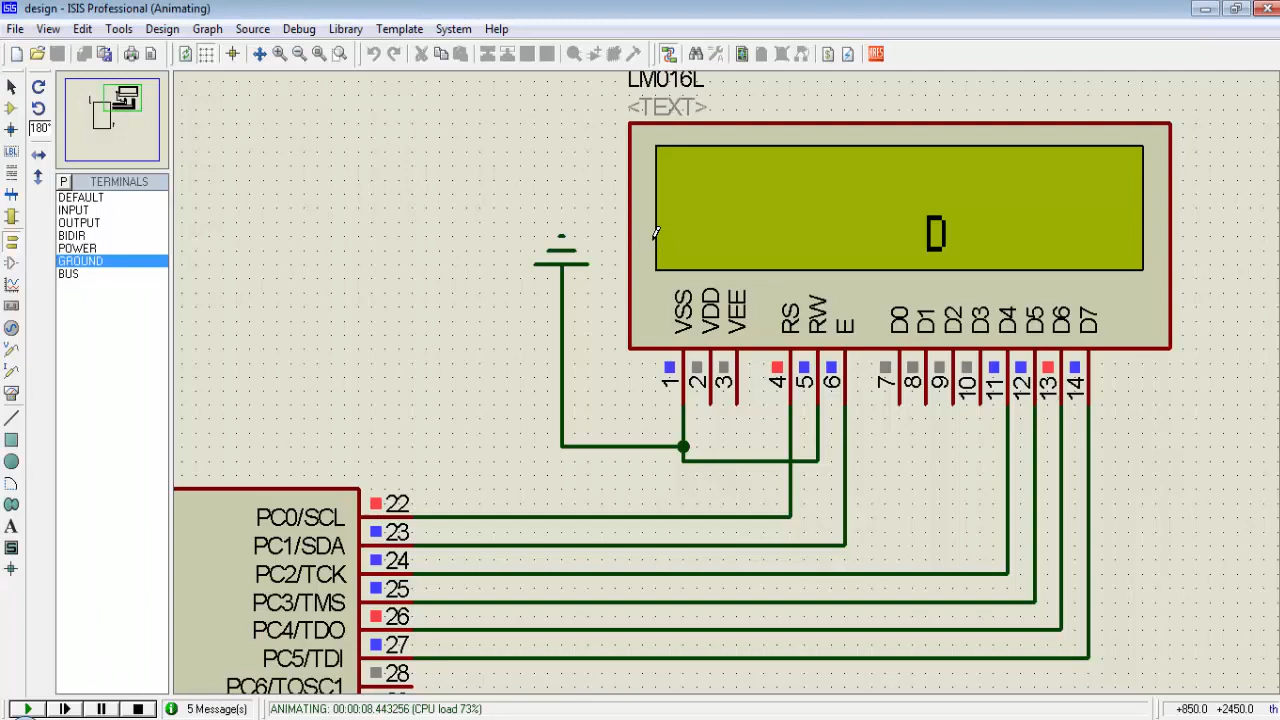 design - ISIS Professional (Animating)
File View Edit Tools Design Graph Source Debug Library Template System Help
ARES
180°
LBL
P TERMINALS
DEFAULT
INPUT
OUTPUT
BIDIR
POWER
GROUND
BUS
A
S
LM016L
<TEXT>
D
VSS VDD VEE RS RW E D0 D1 D2 D3 D4 D5 D6 D7
1 2 3 4 5 6 7 8 9 10 11 12 13 14
PC0/SCL 22
PC1/SDA 23
PC2/TCK 24
PC3/TMS 25
PC4/TDO 26
PC5/TDI 27
PC6/TOSC1 28
5 Message(s) ANIMATING: 00:00:08.443256 (CPU load 73%) +850.0 +2450.0 th